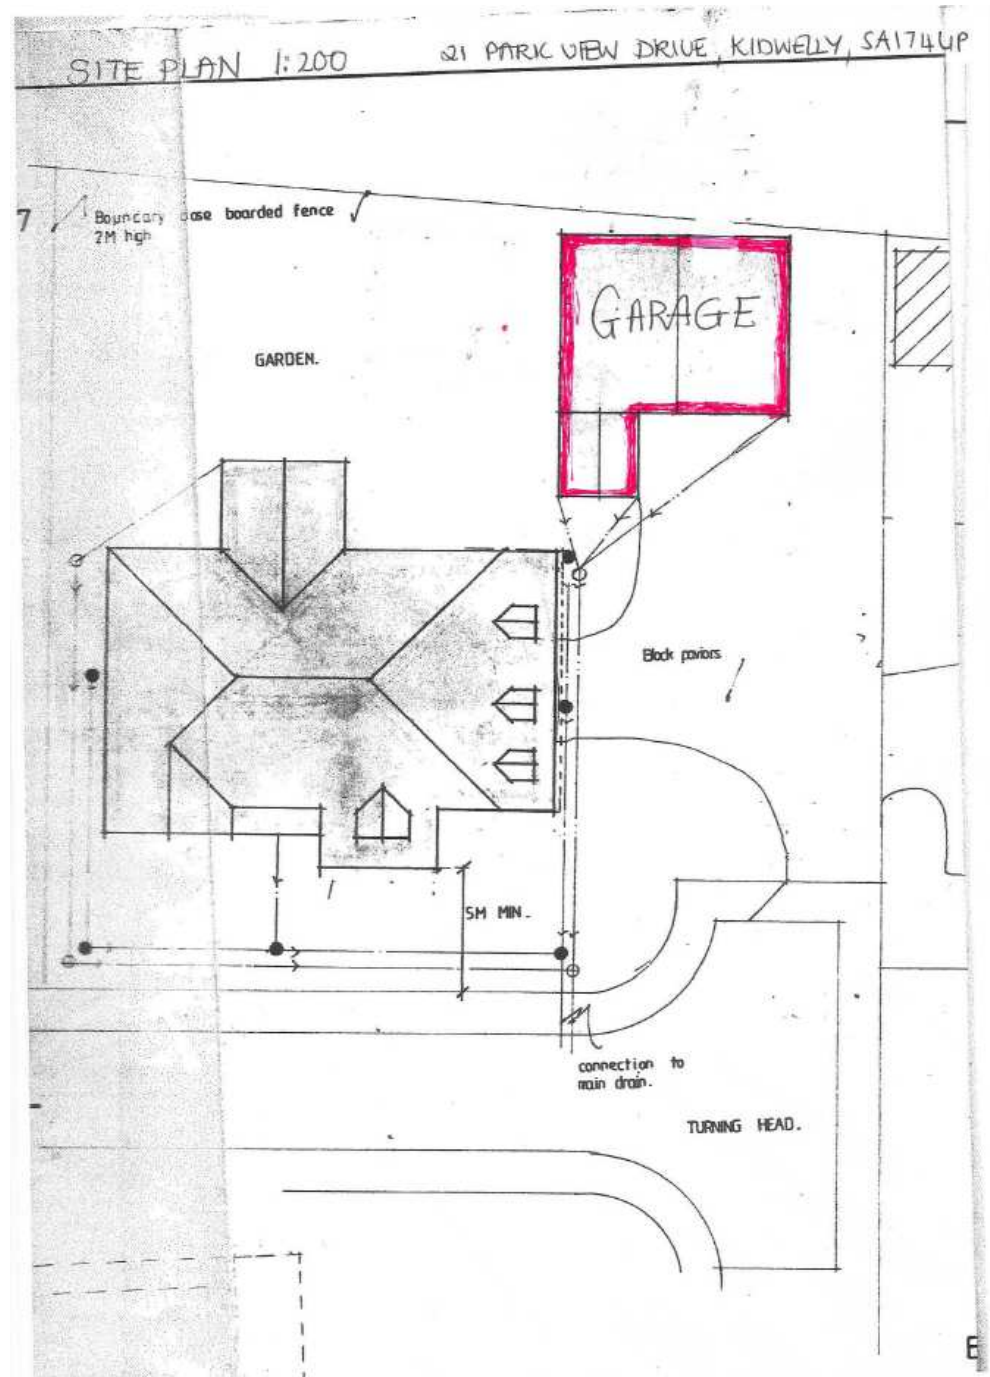 SITE PLAN 1:200
21 PARK VIEW DRIVE, KIDWELLY, SA17 4UP
7
Boundary ose boarded fence
2M high
GARAGE
GARDEN.
Block paviors
5M MIN.
connection to
main drain.
TURNING HEAD.
E